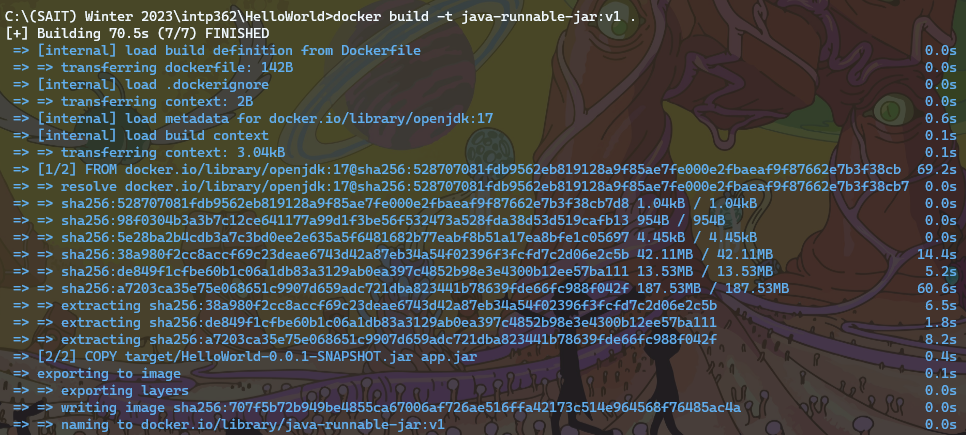 C:\(SAIT) Winter 2023\intp362\HelloWorld>docker build -t java-runnable-jar:v1 .
[+] Building 70.5s (7/7) FINISHED
=> [internal] load build definition from Dockerfile 0.0s
=> => transferring dockerfile: 142B 0.0s
=> [internal] load .dockerignore 0.0s
=> => transferring context: 2B 0.0s
=> [internal] load metadata for docker.io/library/openjdk:17 0.6s
=> [internal] load build context 0.1s
=> => transferring context: 3.04kB 0.1s
=> [1/2] FROM docker.io/library/openjdk:17@sha256:528707081fdb9562eb819128a9f85ae7fe000e2fbaeaf9f87662e7b3f38cb 69.2s
=> => resolve docker.io/library/openjdk:17@sha256:528707081fdb9562eb819128a9f85ae7fe000e2fbaeaf9f87662e7b3f38cb7 0.0s
=> => sha256:528707081fdb9562eb819128a9f85ae7fe000e2fbaeaf9f87662e7b3f38cb7d8 1.04kB / 1.04kB 0.0s
=> => sha256:98f0304b3a3b7c12ce641177a99d1f3be56f532473a528fda38d53d519cafb13 954B / 954B 0.0s
=> => sha256:5e28ba2b4cdb3a7c3bd0ee2e635a5f6481682b77eabf8b51a17ea8bfe1c05697 4.45kB / 4.45kB 0.0s
=> => sha256:38a980f2cc8accf69c23deae6743d42a87eb34a54f02396f3fcfd7c2d06e2c5b 42.11MB / 42.11MB 14.4s
=> => sha256:de849f1cfbe60b1c06a1db83a3129ab0ea397c4852b98e3e4300b12ee57ba111 13.53MB / 13.53MB 5.2s
=> => sha256:a7203ca35e75e068651c9907d659adc721dba823441b78639fde66fc988f042f 187.53MB / 187.53MB 60.6s
=> => extracting sha256:38a980f2cc8accf69c23deae6743d42a87eb34a54f02396f3fcfd7c2d06e2c5b 6.5s
=> => extracting sha256:de849f1cfbe60b1c06a1db83a3129ab0ea397c4852b98e3e4300b12ee57ba111 1.8s
=> => extracting sha256:a7203ca35e75e068651c9907d659adc721dba823441b78639fde66fc988f042f 8.2s
=> [2/2] COPY target/HelloWorld-0.0.1-SNAPSHOT.jar app.jar 0.4s
=> exporting to image 0.1s
=> => exporting layers 0.0s
=> => writing image sha256:707f5b72b949be4855ca67006af726ae516ffa42173c514e964568f76485ac4a 0.0s
=> => naming to docker.io/library/java-runnable-jar:v1 0.0s